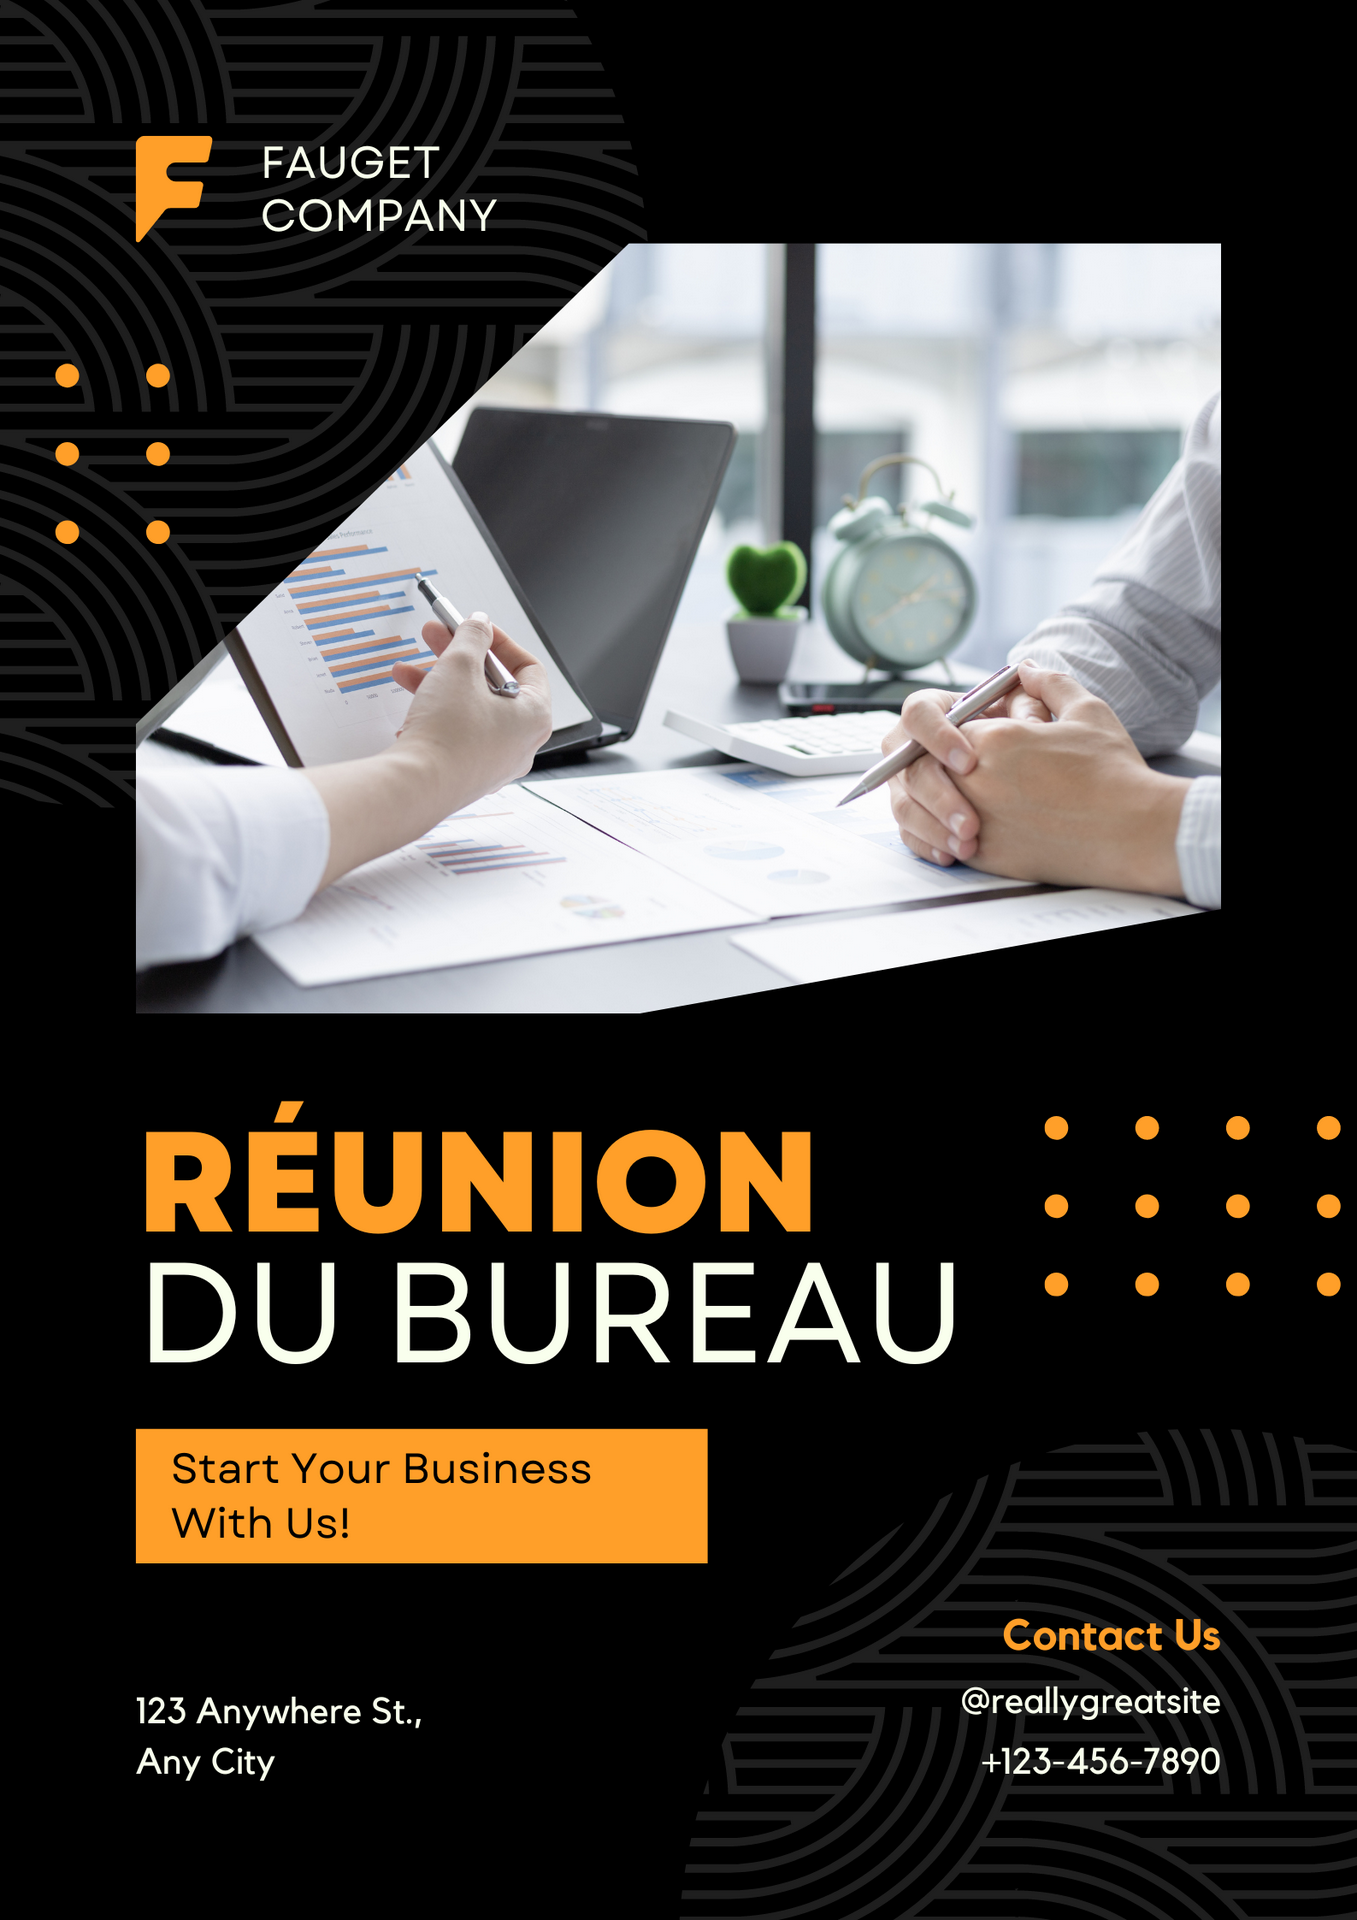 FAUGET
COMPANY
RÉUNION
DU BUREAU
Start Your Business
With Us!
Contact Us
@reallygreatsite
+123-456-7890
123 Anywhere St.,
Any City